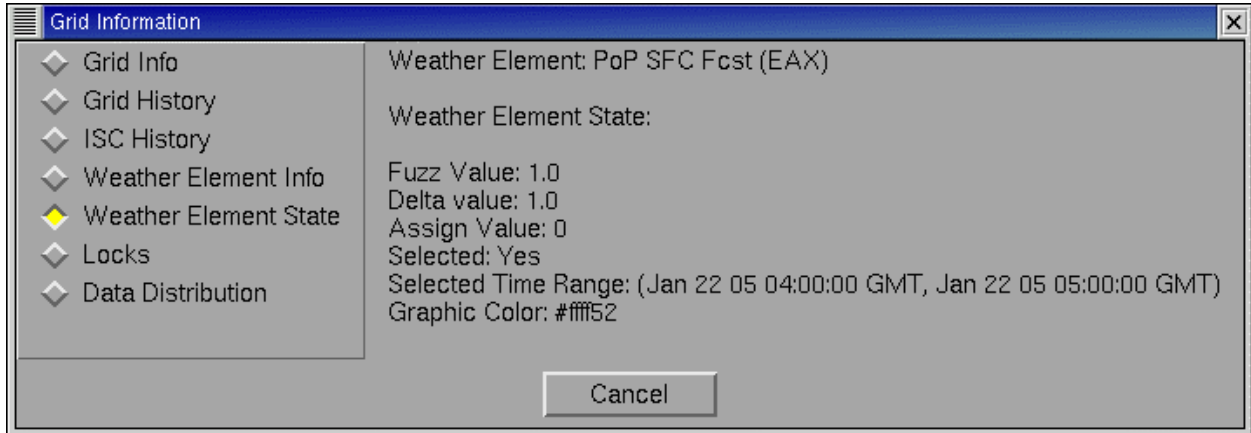 Grid Information
Grid Info
Grid History
ISC History
Weather Element Info
Weather Element State
Locks
Data Distribution
Weather Element: PoP SFC Fcst (EAX)
Weather Element State:
Fuzz Value: 1.0
Delta value: 1.0
Assign Value: 0
Selected: Yes
Selected Time Range: (Jan 22 05 04:00:00 GMT, Jan 22 05 05:00:00 GMT)
Graphic Color: #ffff52
Cancel